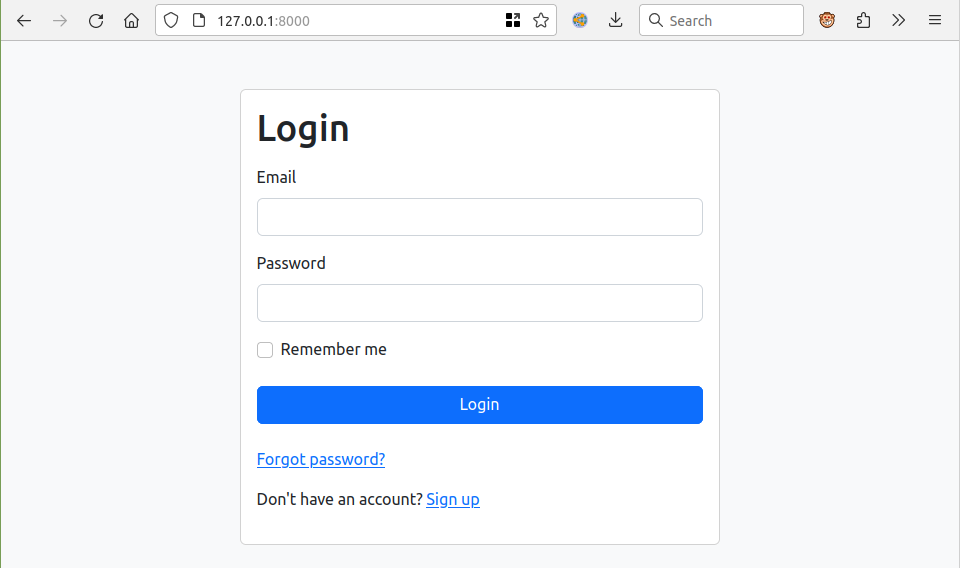 127.0.0.1:8000
Search
Login
Email
Password
Remember me
Login
Forgot password?
Don't have an account? Sign up